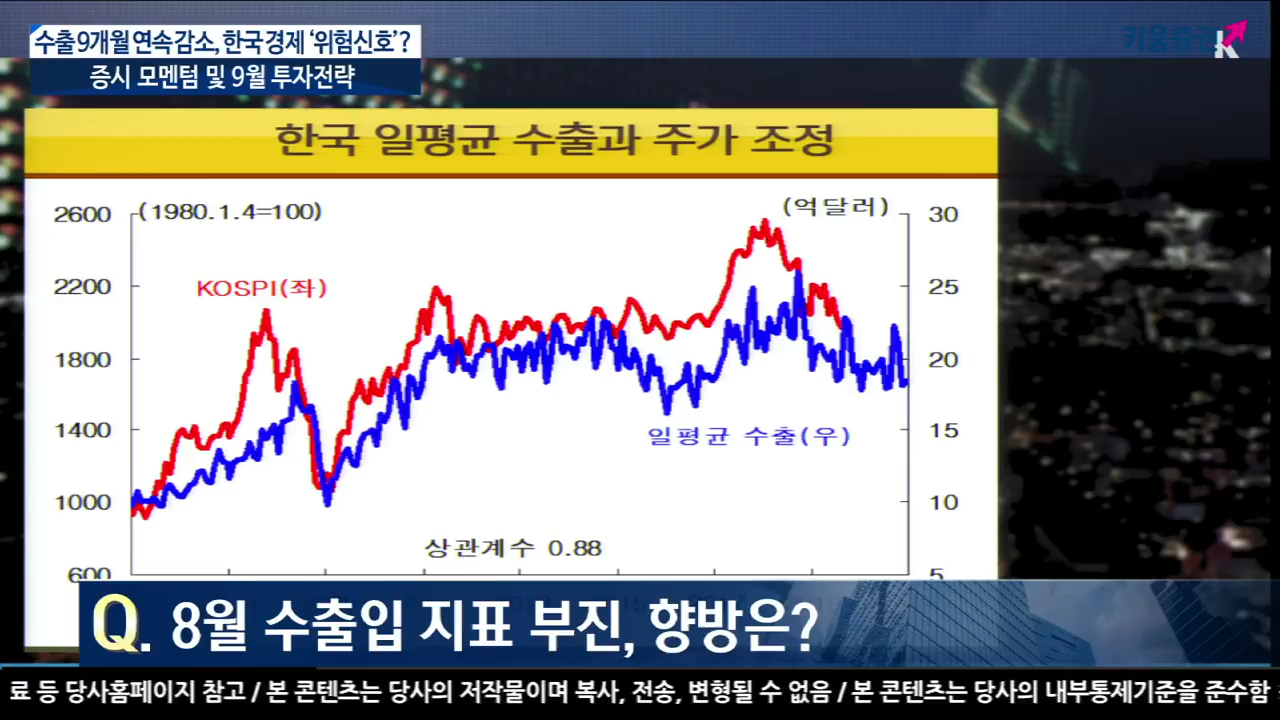 수출 9개월 연속 감소, 한국 경제 '위험신호'?
증시 모멘텀 및 9월 투자전략
키움증권
한국 일평균 수출과 주가 조정
(1980.1.4=100)
(억달러)
2600
30
KOSPI(좌)
2200
25
1800
20
1400
일평균 수출(우)
15
1000
10
상관계수 0.88
600
5
Q. 8월 수출입 지표 부진, 향방은?
료 등 당사홈페이지 참고 / 본 콘텐츠는 당사의 저작물이며 복사, 전송, 변형될 수 없음 / 본 콘텐츠는 당사의 내부통제기준을 준수함